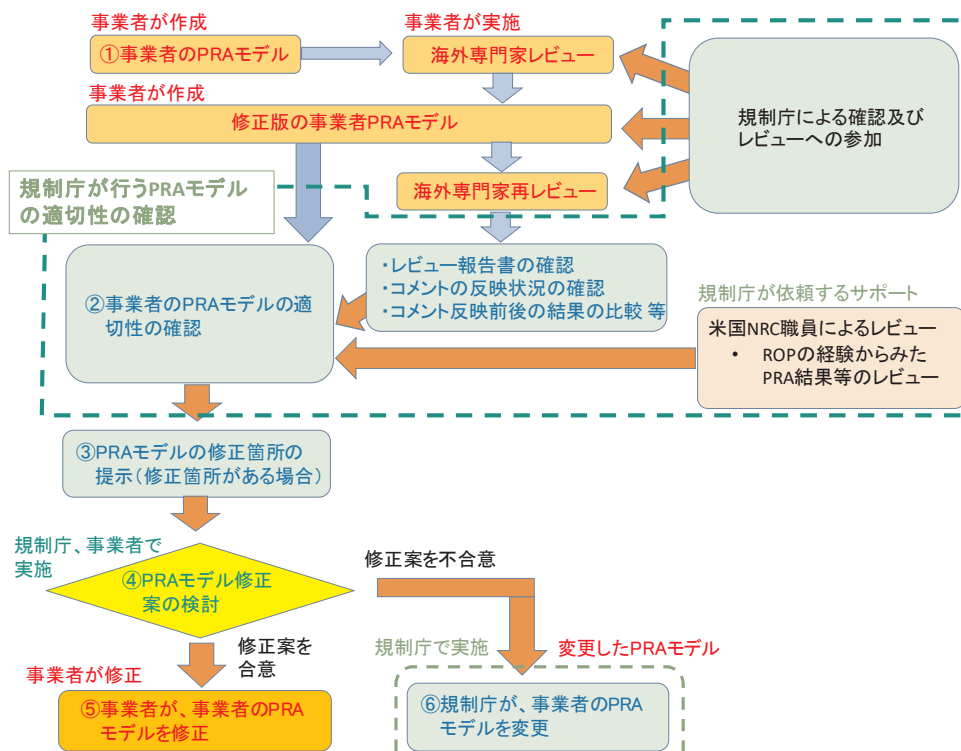 事業者が作成
①事業者のPRAモデル
事業者が実施
海外専門家レビュー
事業者が作成
修正版の事業者PRAモデル
規制庁による確認及び
レビューへの参加
海外専門家再レビュー
規制庁が行うPRAモデル
の適切性の確認
・レビュー報告書の確認
・コメントの反映状況の確認
・コメント反映前後の結果の比較 等
②事業者のPRAモデルの適
切性の確認
規制庁が依頼するサポート
米国NRC職員によるレビュー
• ROPの経験からみた
PRA結果等のレビュー
③PRAモデルの修正箇所の
提示(修正箇所がある場合)
規制庁、事業者で
実施
④PRAモデル修正
案の検討
修正案を不合意
修正案を
合意
規制庁で実施
変更したPRAモデル
事業者が修正
⑤事業者が、事業者のPRA
モデルを修正
⑥規制庁が、事業者のPRA
モデルを変更